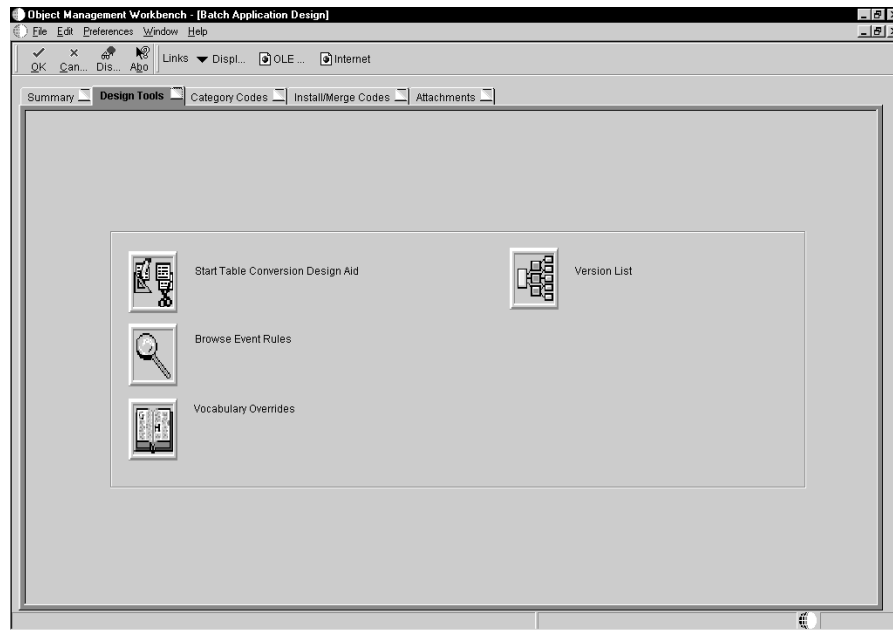 Object Management Workbench - [Batch Application Design]
File Edit Preferences Window Help
OK Can... Dis... Abo Links Displ... OLE ... Internet
Summary Design Tools Category Codes Install/Merge Codes Attachments
Start Table Conversion Design Aid Version List
Browse Event Rules
Vocabulary Overrides